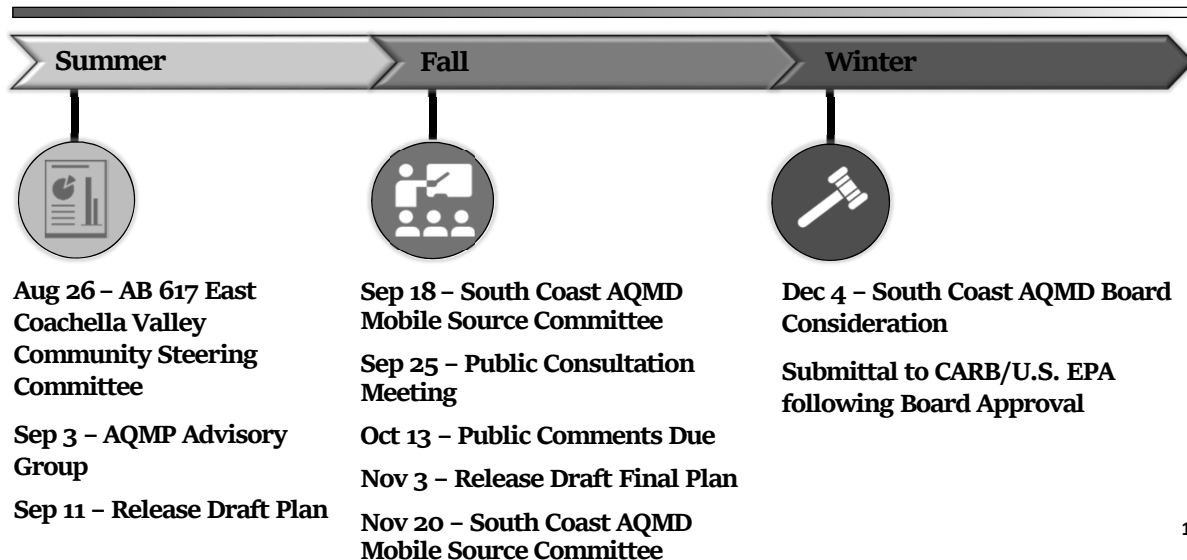 Summer
Fall
Winter
Aug 26 – AB 617 East
Coachella Valley
Community Steering
Committee
Sep 3 – AQMP Advisory
Group
Sep 11 – Release Draft Plan
Sep 18 – South Coast AQMD
Mobile Source Committee
Sep 25 – Public Consultation
Meeting
Oct 13 – Public Comments Due
Nov 3 – Release Draft Final Plan
Nov 20 – South Coast AQMD
Mobile Source Committee
Dec 4 – South Coast AQMD Board
Consideration
Submittal to CARB/U.S. EPA
following Board Approval
1